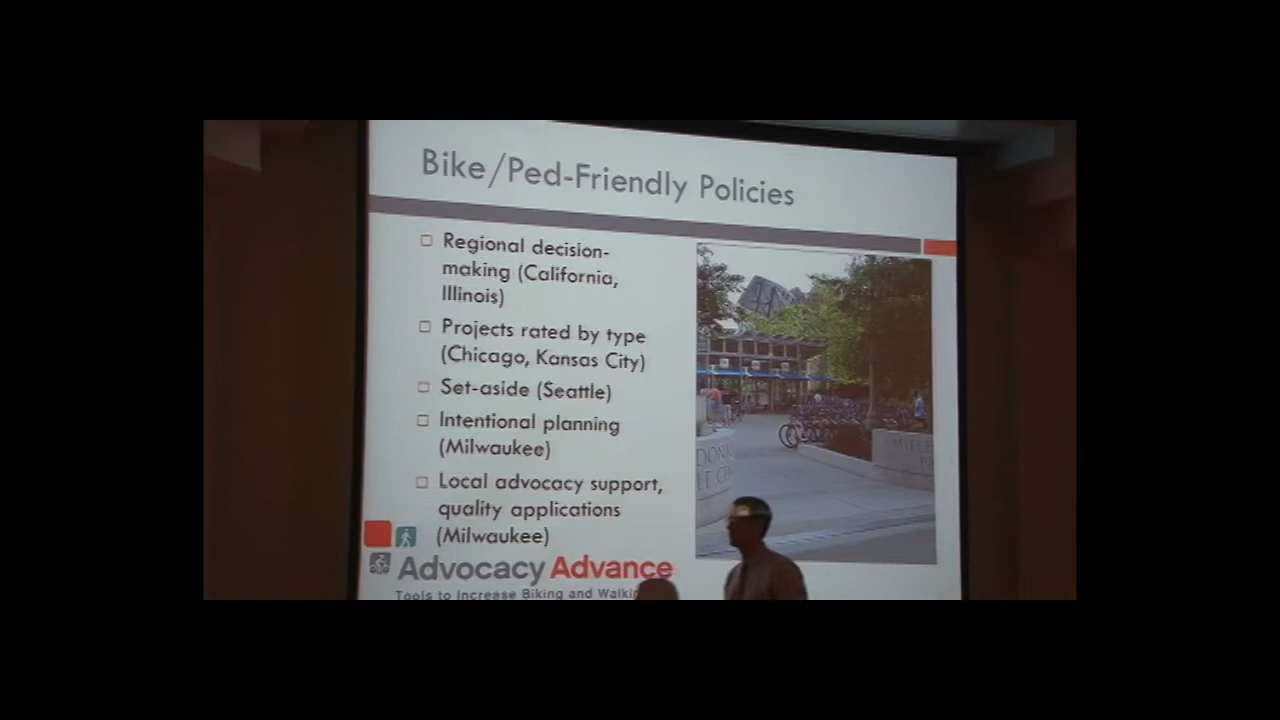 Bike/Ped-Friendly Policies
Regional decision-
making (California,
Illinois)
Projects rated by type
(Chicago, Kansas City)
Set-aside (Seattle)
Intentional planning
(Milwaukee)
Local advocacy support,
quality applications
(Milwaukee)
Advocacy Advance
Tools to Increase Biking and